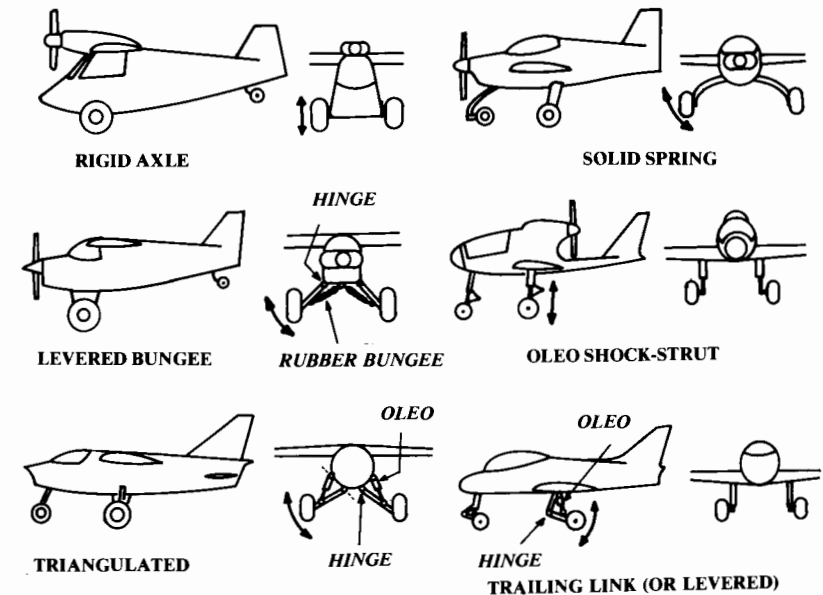 RIGID AXLE
SOLID SPRING
HINGE
LEVERED BUNGEE
RUBBER BUNGEE
OLEO SHOCK-STRUT
OLEO
OLEO
TRIANGULATED
HINGE
HINGE
TRAILING LINK (OR LEVERED)